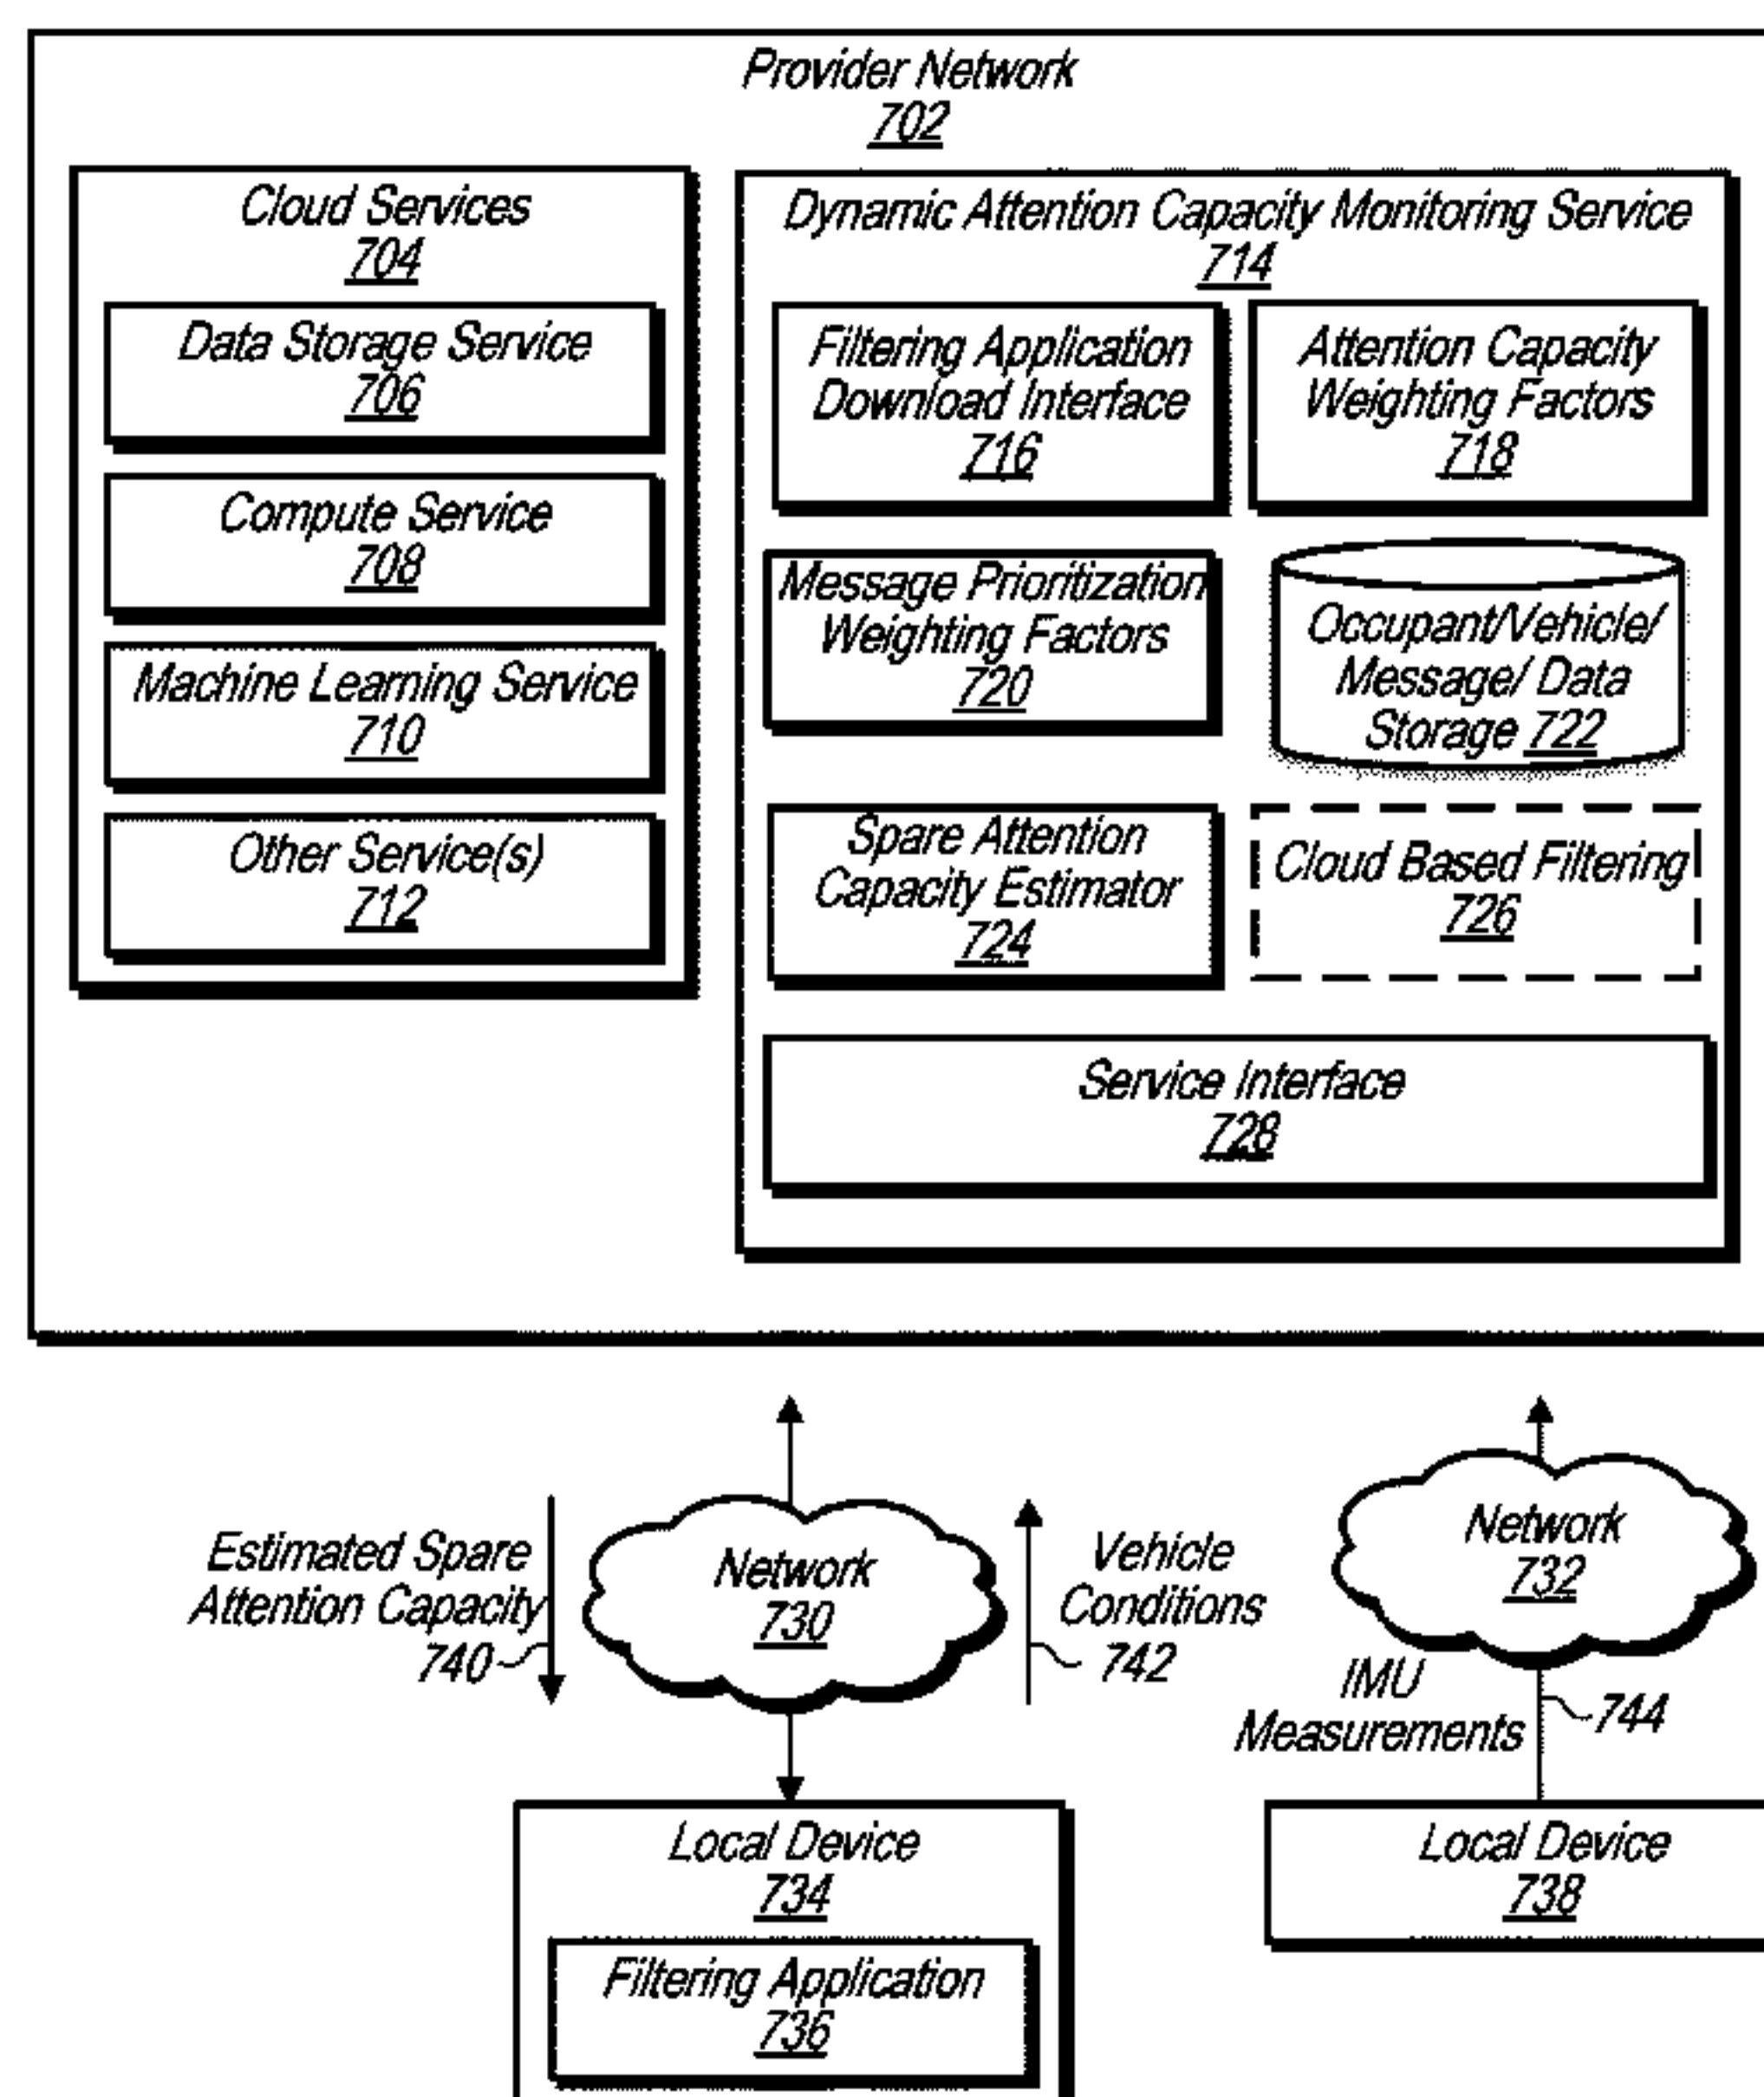 Provider Network
702
Cloud Services
704
Data Storage Service
706
Compute Service
708
Machine Learning Service
710
Other Service(s)
712
Dynamic Attention Capacity Monitoring Service
714
Filtering Application
Download Interface
716
Attention Capacity
Weighting Factors
718
Message Prioritization
Weighting Factors
720
Occupant/Vehicle/
Message/ Data
Storage 722
Spare Attention
Capacity Estimator
724
Cloud Based Filtering
726
Service Interface
728
Estimated Spare
Attention Capacity
740
Network
730
Vehicle
Conditions
742
Network
732
IMU
Measurements
744
Local Device
734
Filtering Application
736
Local Device
738